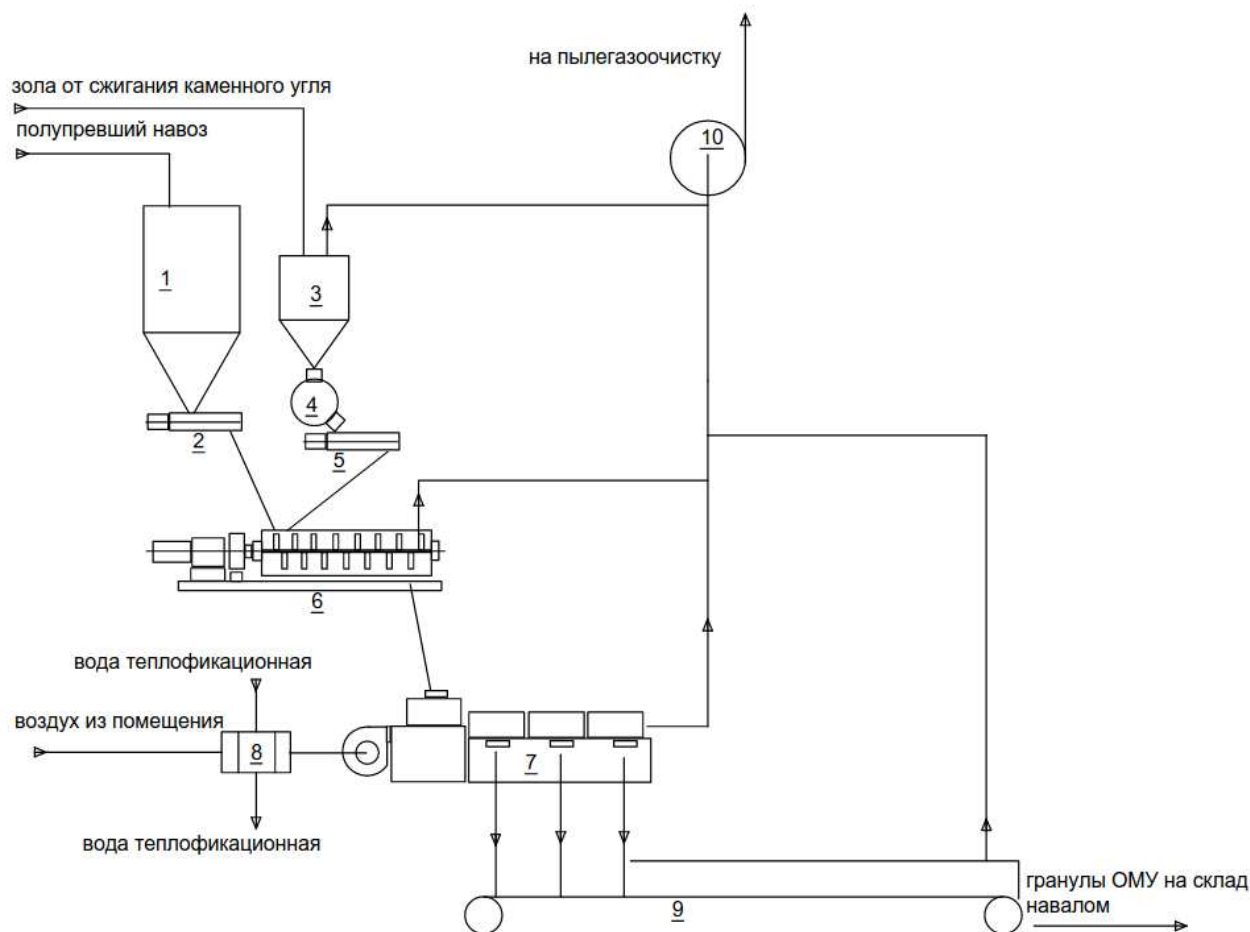 на пылегазоочистку
зола от сжигания каменного угля
полупревший навоз
10
1
3
4
2
5
6
вода теплофикационная
воздух из помещения
8
7
вода теплофикационная
гранулы ОМУ на склад
навалом
9